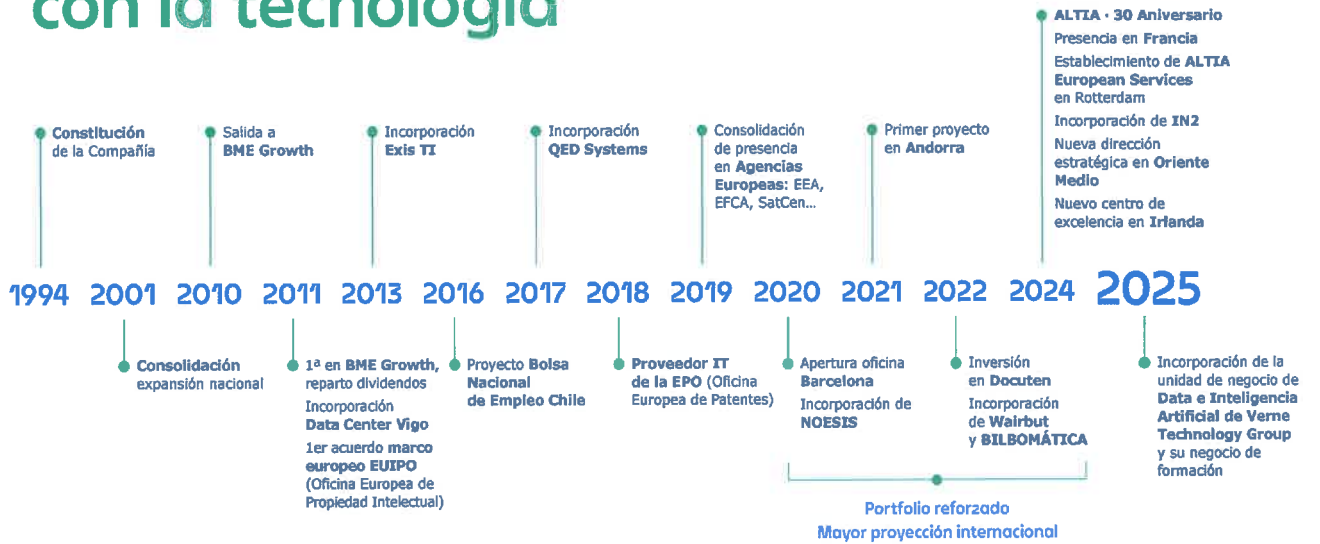 con la tecnología
ALTIA · 30 Aniversario
Presencia en Francia
Establecimiento de ALTIA
European Services
en Rotterdam
Incorporación de IN2
Nueva dirección
estratégica en Oriente
Medio
Nuevo centro de
excelencia en Irlanda
Constitución
de la Compañía
Salida a
BME Growth
Incorporación
Exis TI
Incorporación
QED Systems
Consolidación
de presencia
en Agencias
Europeas: EEA,
EFCA, SatCen...
Primer proyecto
en Andorra
1994 2001 2010 2011 2013 2016 2017 2018 2019 2020 2021 2022 2024 2025
Consolidación
expansión nacional
1ª en BME Growth,
reparto dividendos
Incorporación
Data Center Vigo
1er acuerdo marco
europeo EUIPO
(Oficina Europea de
Propiedad Intelectual)
Proyecto Bolsa
Nacional
de Empleo Chile
Proveedor IT
de la EPO (Oficina
Europea de Patentes)
Apertura oficina
Barcelona
Incorporación de
NOESIS
Inversión
en Docuten
Incorporación
de Wairbut
y BILBOMÁTICA
Incorporación de la
unidad de negocio de
Data e Inteligencia
Artificial de Verne
Technology Group
y su negocio de
formación
Portfolio reforzado
Mayor proyección internacional